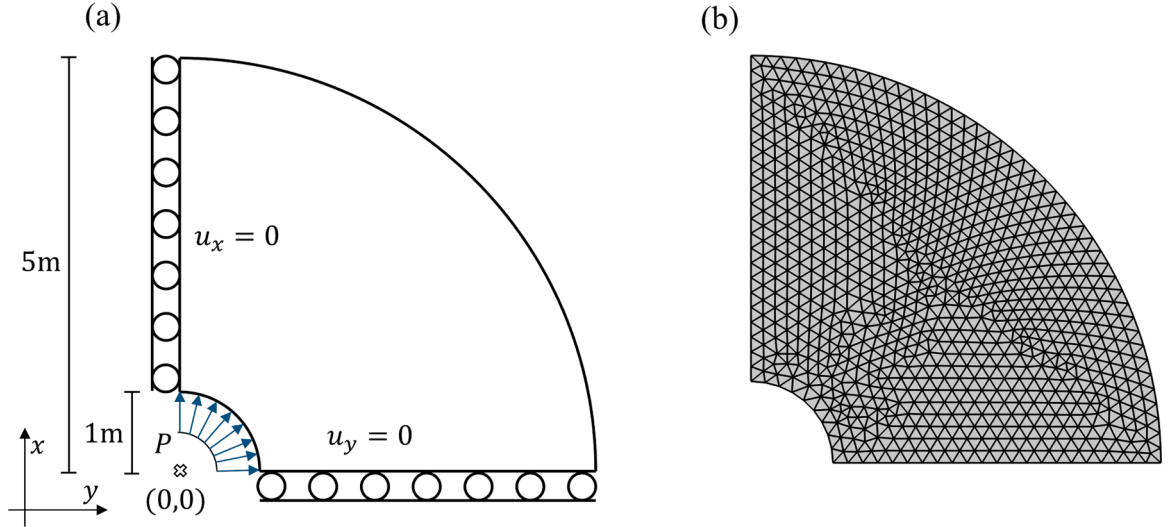 (a)
(b)
5m
u_x = 0
1m
P
u_y = 0
x
y
(0,0)